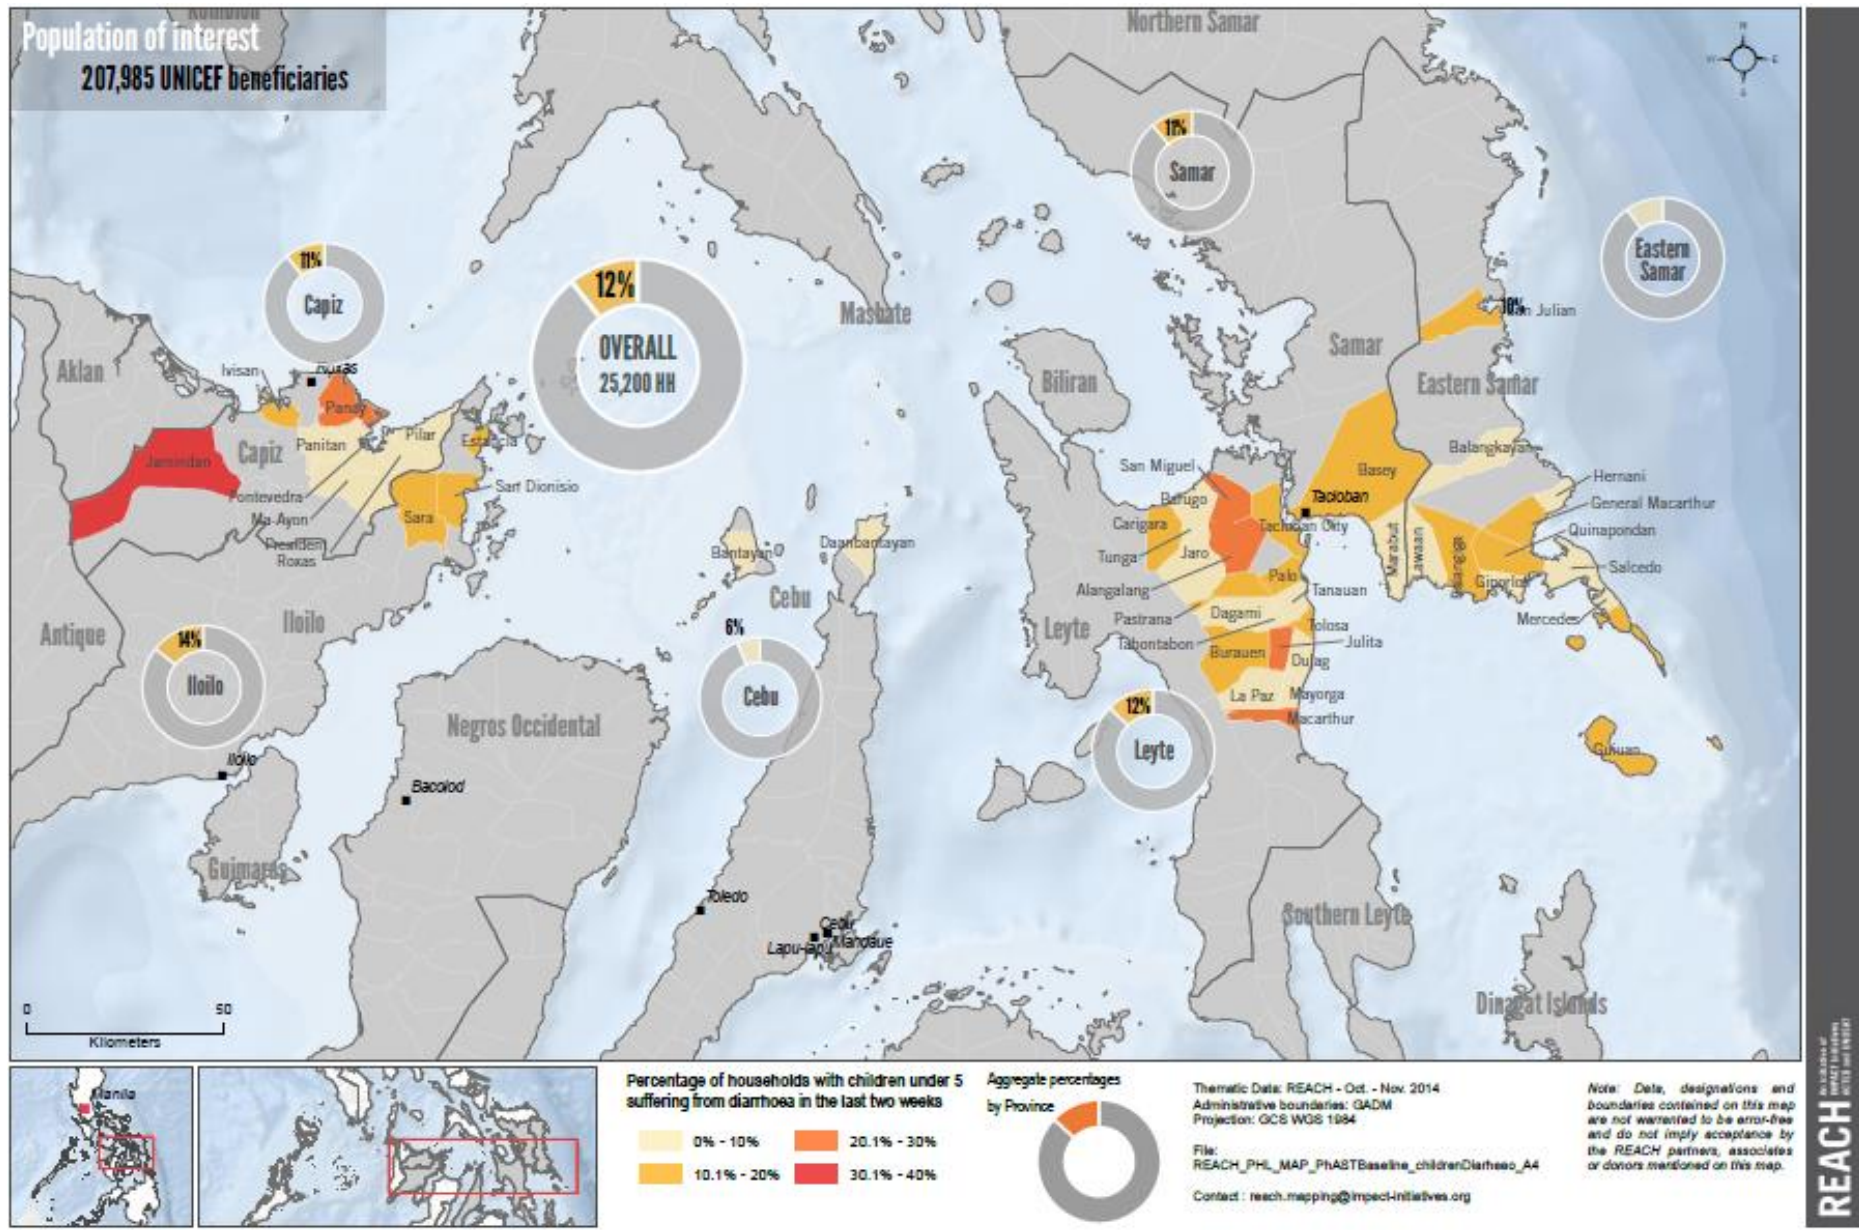 Population of interest
207,985 UNICEF beneficiaries
Romblon
Northern Samar
N
W
E
S
11%
Samar
Eastern
Samar
11%
Capiz
12%
OVERALL
25,200 HH
Masbate
10%
San Julian
Samar
Aklan
Ivisan
Roxas
Panay
Biliran
Eastern Samar
Capiz
Panitan
Pilar
Estancia
Jamindan
Balangkayan
San Miguel
Basey
Hernani
Pontevedra
San Dionisio
Barugo
Tacloban
General Macarthur
Ma-Ayon
Sara
Carigara
Tacloban City
Quinapondan
President
Roxas
Bantayan
Daanbantayan
Tunga
Jaro
Marabut
Lawaan
Balangiga
Giporlos
Salcedo
Cebu
Alangalang
Palo
Tanauan
Antique
Iloilo
Leyte
Pastrana
Dagami
Tolosa
Mercedes
14%
Iloilo
6%
Cebu
Tabontabon
Burauen
Julita
Dulag
La Paz
Mayorga
Macarthur
12%
Leyte
Negros Occidental
Guiuan
Iloilo
Bacolod
Guimaras
Toledo
Cebu
Lapu-lapu
Mandaue
Southern Leyte
Dinagat Islands
0 50
Kilometers
Manila
Percentage of households with children under 5
suffering from diarrhoea in the last two weeks
0% - 10%
20.1% - 30%
10.1% - 20%
30.1% - 40%
Aggregate percentages
by Province
Thematic Data: REACH - Oct. - Nov. 2014
Administrative boundaries: GADM
Projection: GCS WGS 1984
File:
REACH_PHL_MAP_PhASTBaseline_childrenDiarheao_A4
Contact : reach.mapping@impact-initiatives.org
Note: Data, designations and
boundaries contained on this map
are not warranted to be error-free
and do not imply acceptance by
the REACH partners, associates
or donors mentioned on this map.
REACH